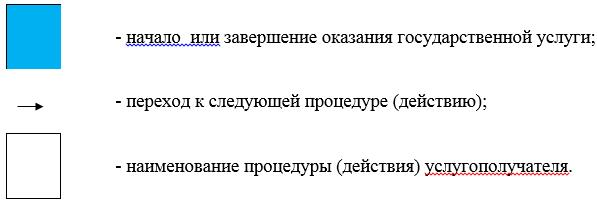 - начало или завершение оказания государственной услуги;
- переход к следующей процедуре (действию);
- наименование процедуры (действия) услугополучателя.